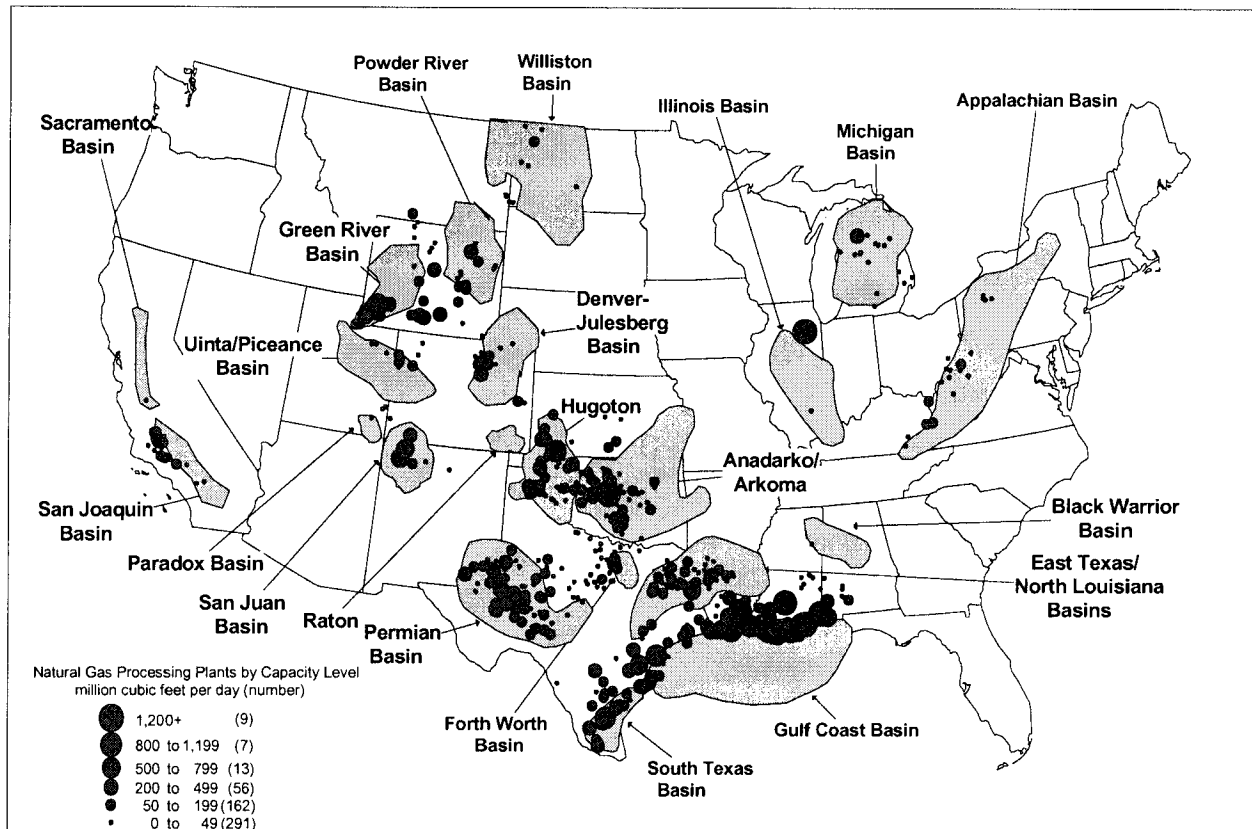 Powder River
Basin
Williston
Basin
Illinois Basin
Appalachian Basin
Michigan
Basin
Sacramento
Basin
Green River
Basin
Denver-
Julesberg
Basin
Uinta/Piceance
Basin
Hugoton
Anadarko/
Arkoma
San Joaquin
Basin
Black Warrior
Basin
Paradox Basin
East Texas/
North Louisiana
Basins
San Juan
Basin
Raton
Permian
Basin
Forth Worth
Basin
Gulf Coast Basin
South Texas
Basin
Natural Gas Processing Plants by Capacity Level
million cubic feet per day (number)
1,200+ (9)
800 to 1,199 (7)
500 to 799 (13)
200 to 499 (56)
50 to 199 (162)
0 to 49 (291)